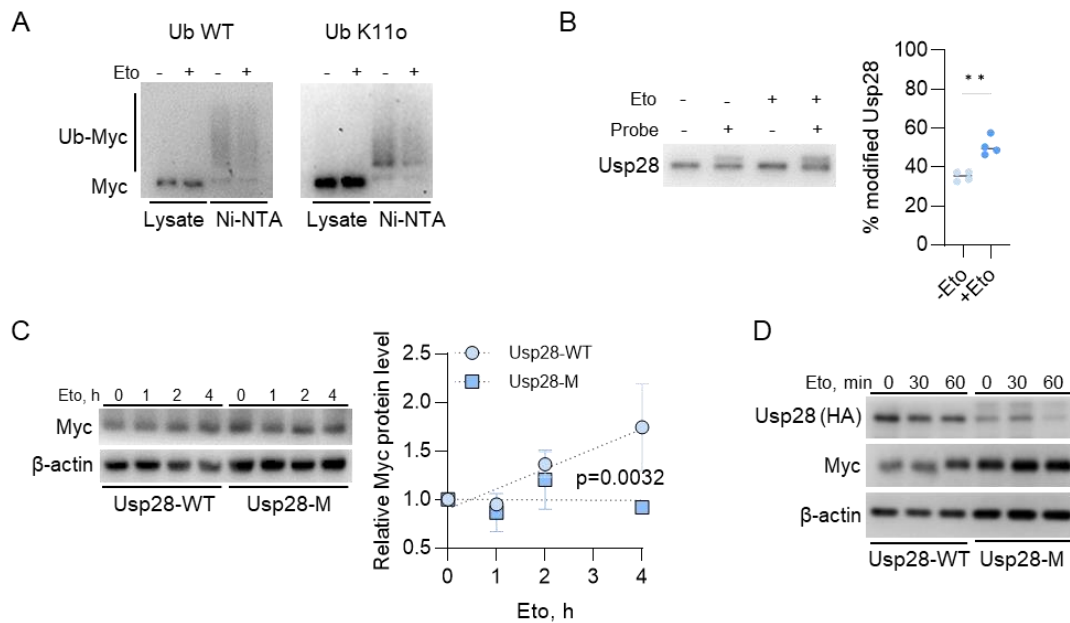 A
Ub WT
Ub K11o
Eto
- + - +
- + - +
Ub-Myc
Myc
Lysate
Ni-NTA
Lysate
Ni-NTA
B
Eto
- - + +
Probe
- + - +
Usp28
% modified Usp28
100
80
60
40
20
0
**
-Eto
+Eto
C
Eto, h
0 1 2 4 0 1 2 4
Myc
β-actin
Usp28-WT
Usp28-M
Relative Myc protein level
2.5
2.0
1.5
1.0
0.5
Usp28-WT
Usp28-M
p=0.0032
0 1 2 3 4
Eto, h
D
Eto, min
0 30 60 0 30 60
Usp28 (HA)
Myc
β-actin
Usp28-WT
Usp28-M